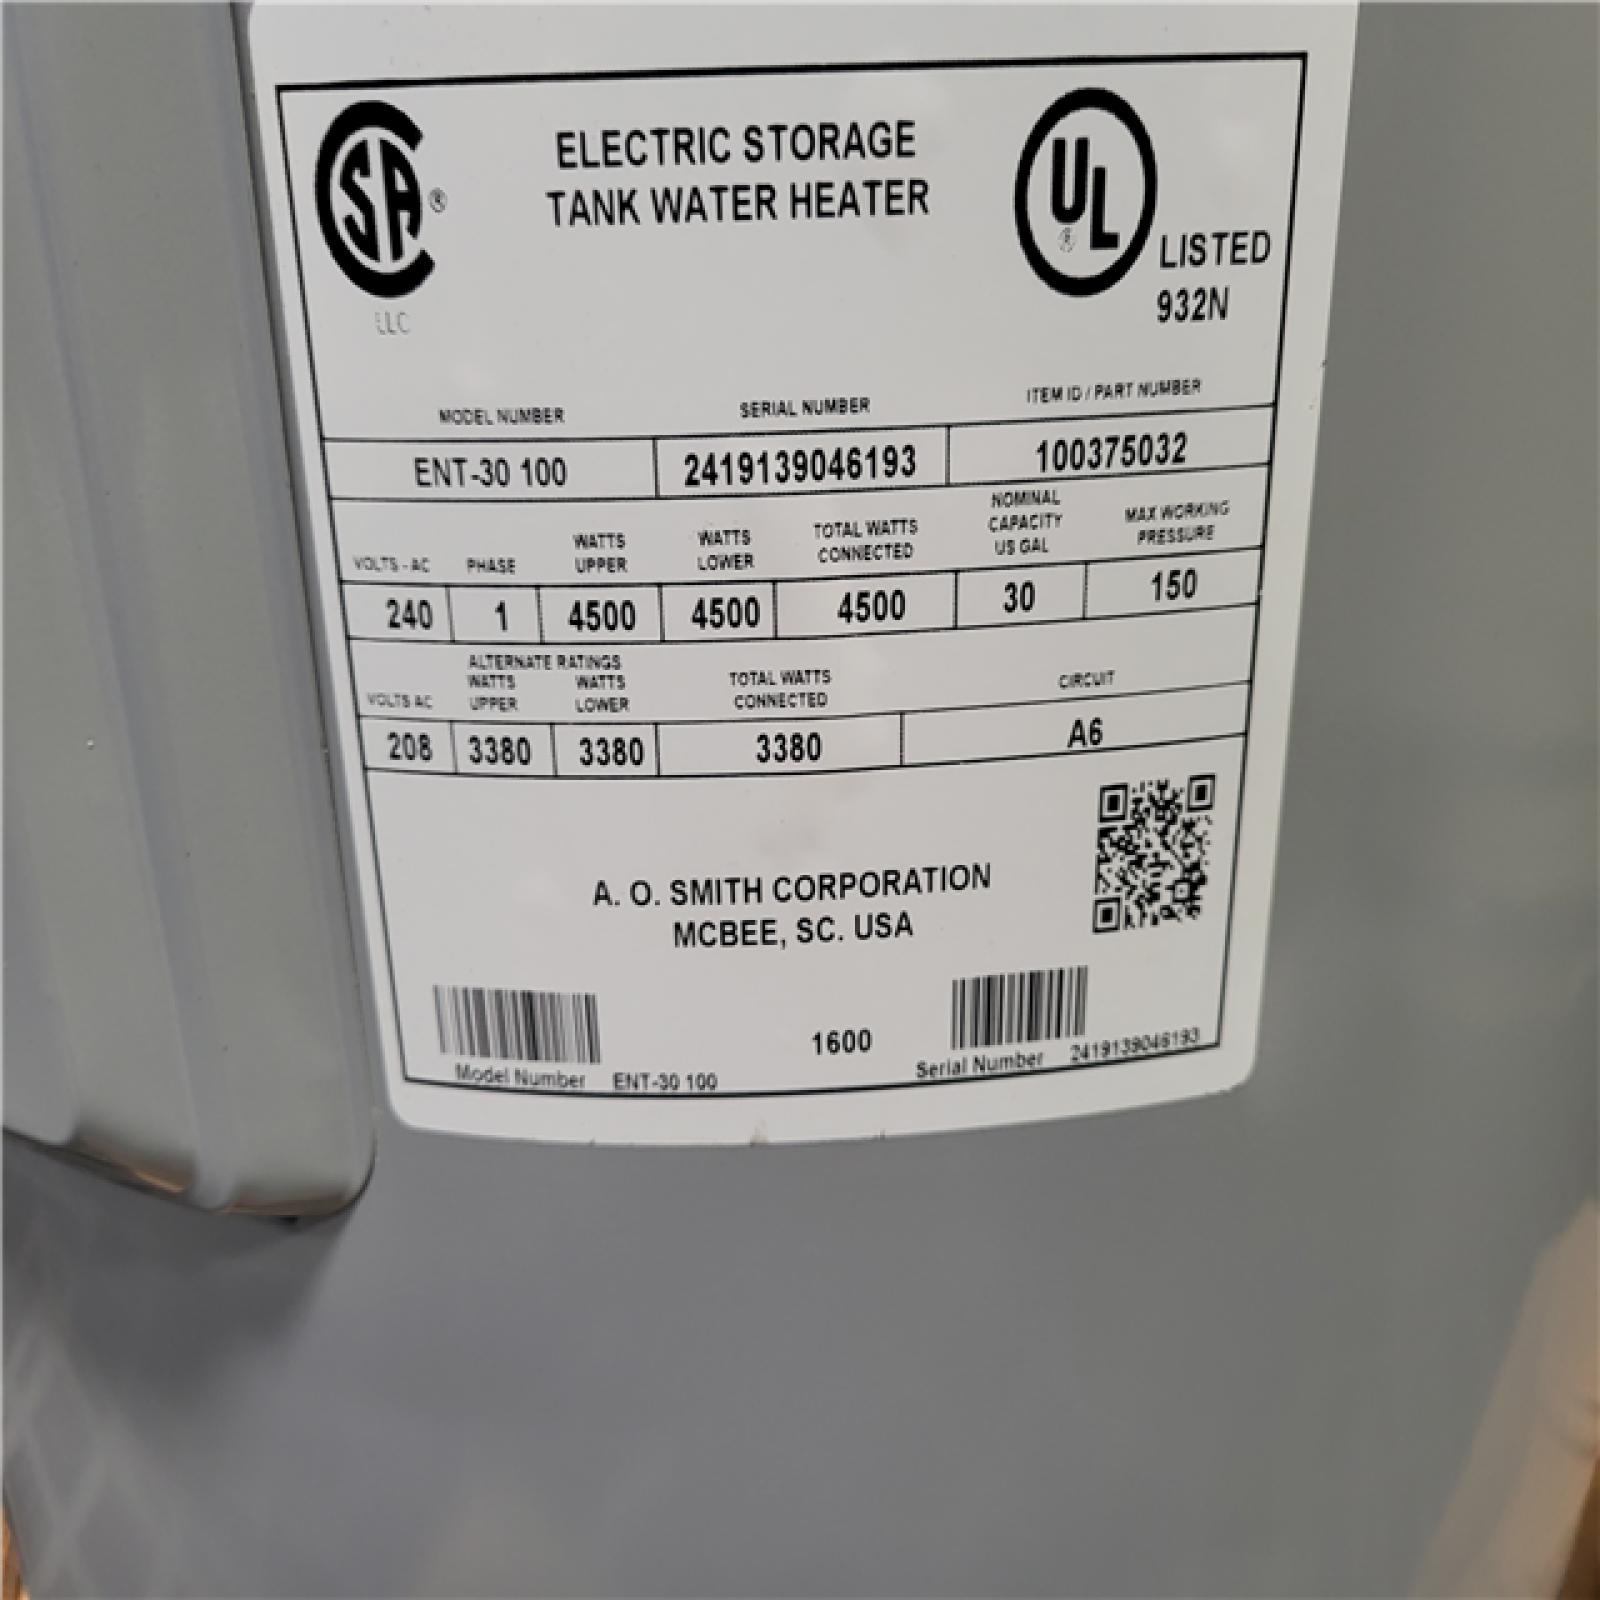 SA ®
LLC
ELECTRIC STORAGE
TANK WATER HEATER
UL ®
LISTED
932N
MODEL NUMBER SERIAL NUMBER ITEM ID / PART NUMBER
ENT-30 100 2419139046193 100375032
VOLTS - AC PHASE WATTS UPPER WATTS LOWER TOTAL WATTS CONNECTED NOMINAL CAPACITY US GAL MAX WORKING PRESSURE
240 1 4500 4500 4500 30 150
ALTERNATE RATINGS
VOLTS AC WATTS UPPER WATTS LOWER TOTAL WATTS CONNECTED CIRCUIT
208 3380 3380 3380 A6
A. O. SMITH CORPORATION
MCBEE, SC. USA
1600
Model Number ENT-30 100 Serial Number 2419139046193